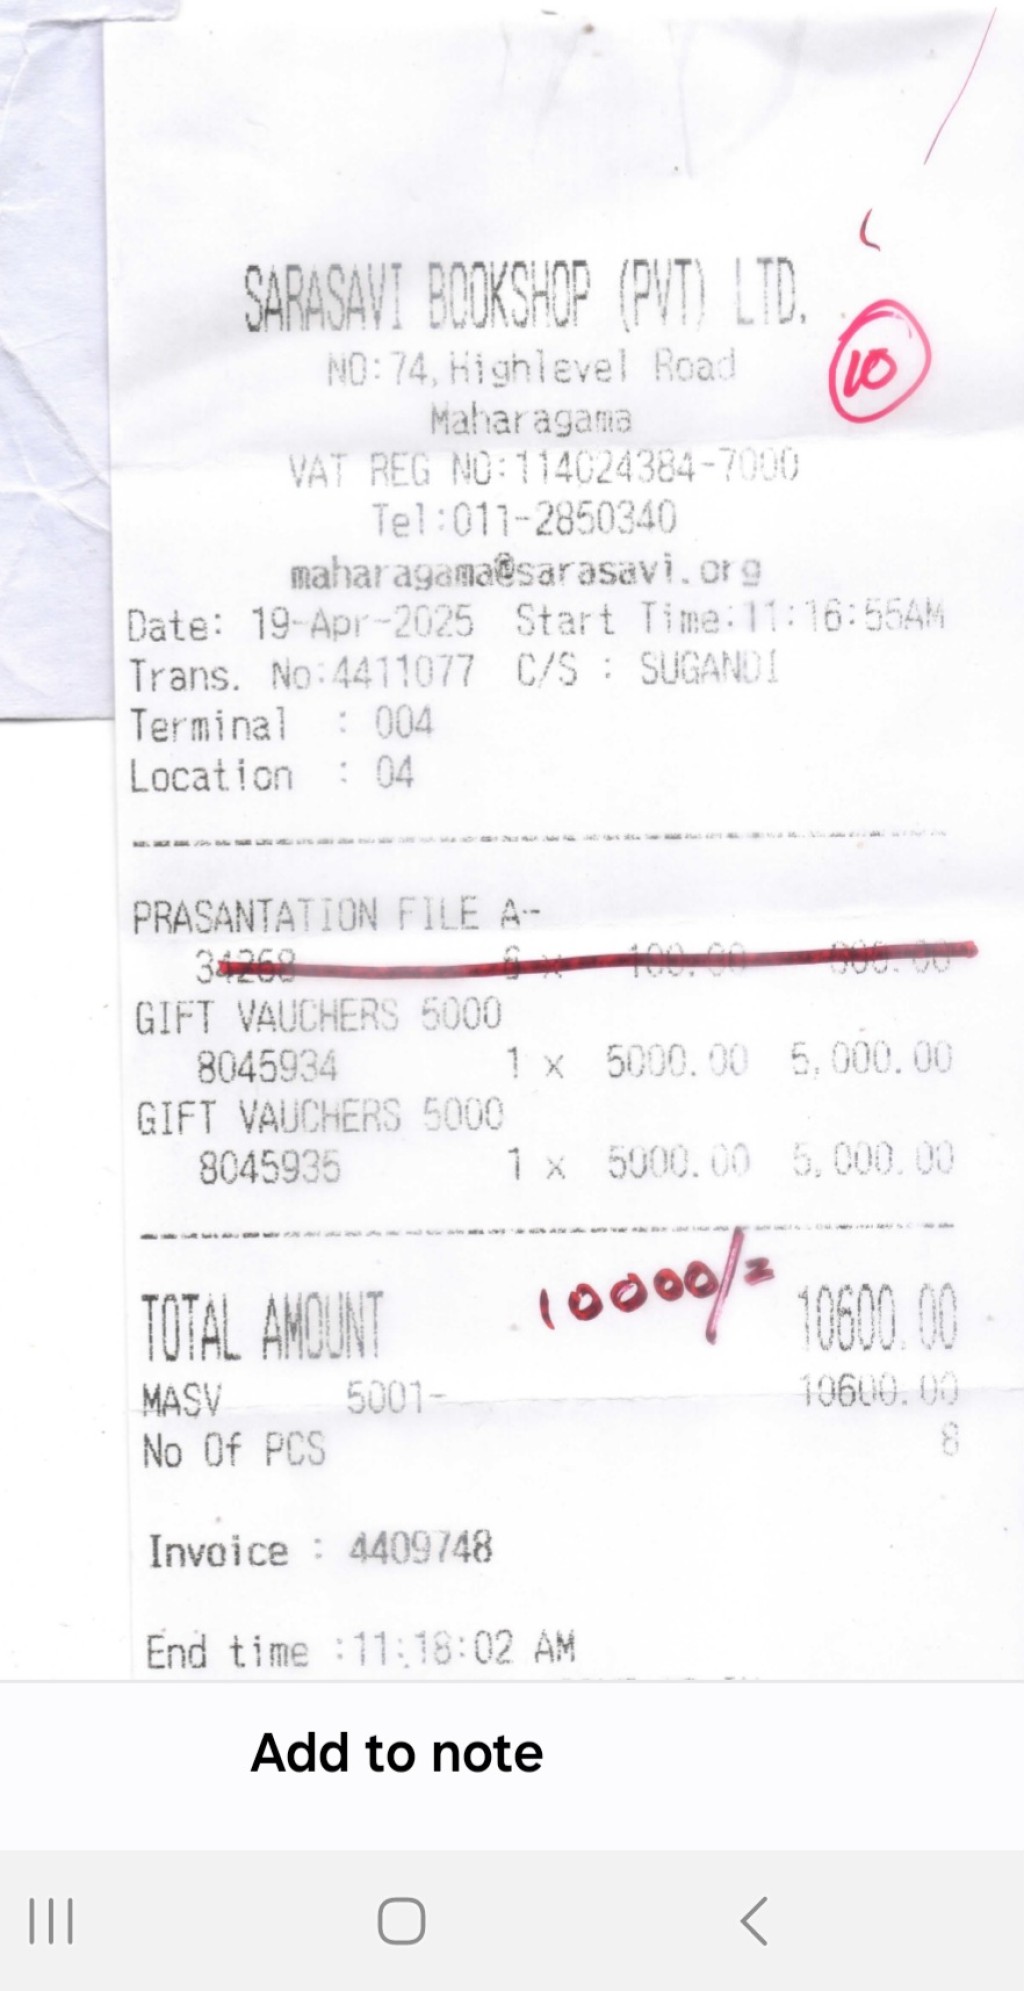 SARASAVI BOOKSHOP (PVT) LTD.
10
NO:74,Highlevel Road
Maharagama
VAT REG NO:114024384-7000
Tel:011-2850340
maharagama@sarasavi.org
Date: 19-Apr-2025 Start Time:11:16:55AM
Trans. No:4411077 C/S : SUGANDI
Terminal : 004
Location : 04
PRASANTATION FILE A-
34268 6 x 100.00
GIFT VAUCHERS 5000
8045934 1 x 5000.00 5,000.00
GIFT VAUCHERS 5000
8045935 1 x 5000.00 5,000.00
10000/=
TOTAL AMOUNT 10600.00
MASV 5001- 10600.00
No Of PCS 8
Invoice : 4409748
End time :11:18:02 AM
Add to note